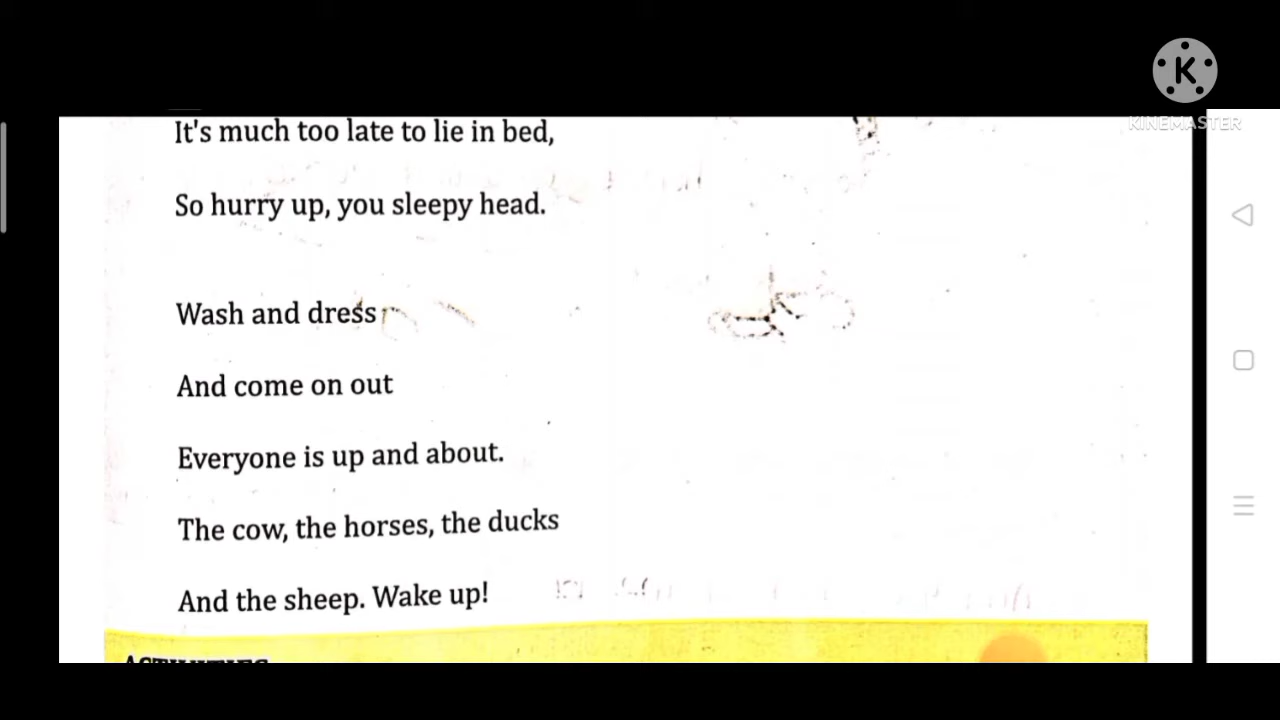 KINEMASTER
It's much too late to lie in bed,
So hurry up, you sleepy head.
Wash and dress
And come on out
Everyone is up and about.
The cow, the horses, the ducks
And the sheep. Wake up!
ACTIVITIES